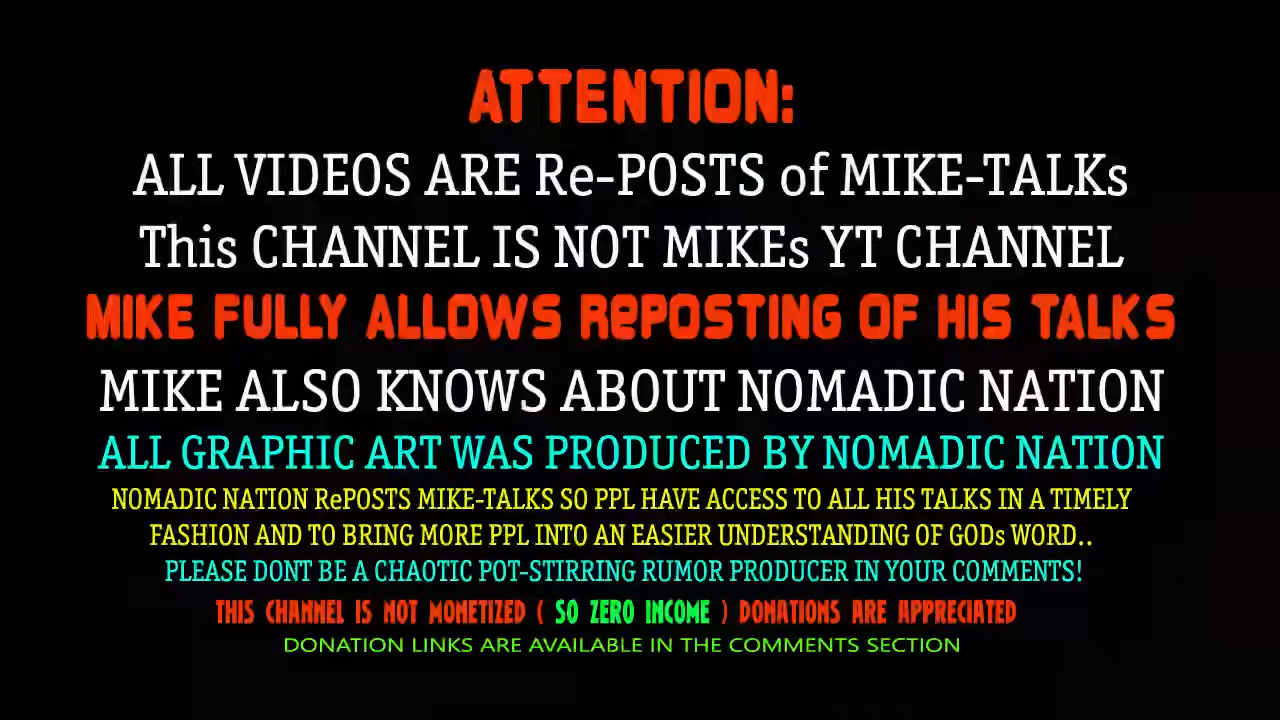 ATTENTION:
ALL VIDEOS ARE Re-POSTS of MIKE-TALKs
This CHANNEL IS NOT MIKEs YT CHANNEL
MIKE FULLY ALLOWS RePOSTING OF HIS TALKS
MIKE ALSO KNOWS ABOUT NOMADIC NATION
ALL GRAPHIC ART WAS PRODUCED BY NOMADIC NATION
NOMADIC NATION RePOSTS MIKE-TALKS SO PPL HAVE ACCESS TO ALL HIS TALKS IN A TIMELY
FASHION AND TO BRING MORE PPL INTO AN EASIER UNDERSTANDING OF GODs WORD..
PLEASE DONT BE A CHAOTIC POT-STIRRING RUMOR PRODUCER IN YOUR COMMENTS!
THIS CHANNEL IS NOT MONETIZED ( SO ZERO INCOME ) DONATIONS ARE APPRECIATED
DONATION LINKS ARE AVAILABLE IN THE COMMENTS SECTION